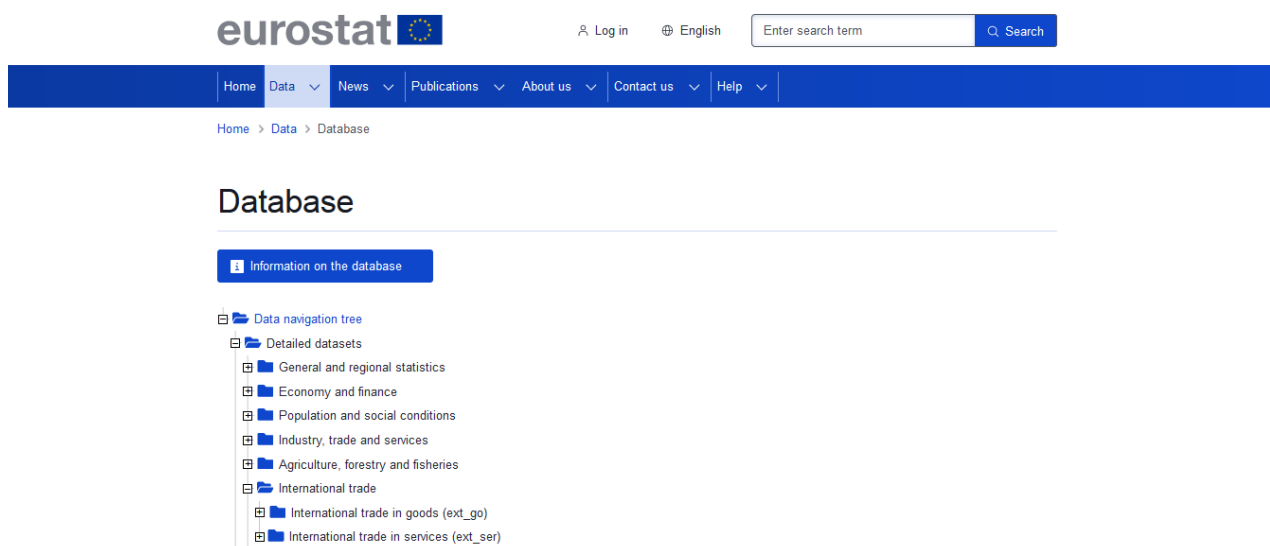 eurostat
Log in English Enter search term Search
Home Data News Publications About us Contact us Help
Home > Data > Database
Database
i Information on the database
Data navigation tree
Detailed datasets
General and regional statistics
Economy and finance
Population and social conditions
Industry, trade and services
Agriculture, forestry and fisheries
International trade
International trade in goods (ext_go)
International trade in services (ext_ser)